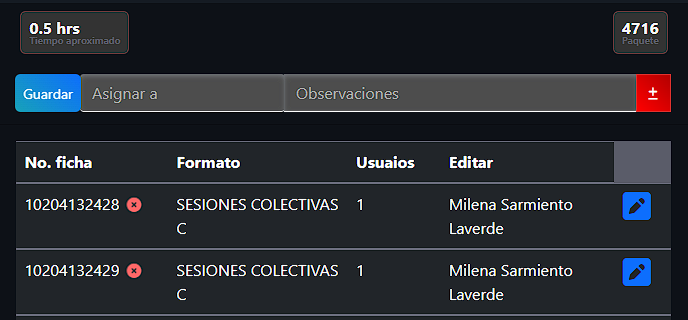 0.5 hrs
Tiempo aproximado
4716
Paquete
Guardar
Asignar a
Observaciones
±
No. ficha Formato Usuaios Editar
10204132428 SESIONES COLECTIVAS 1 Milena Sarmiento
C Laverde
10204132429 SESIONES COLECTIVAS 1 Milena Sarmiento
C Laverde